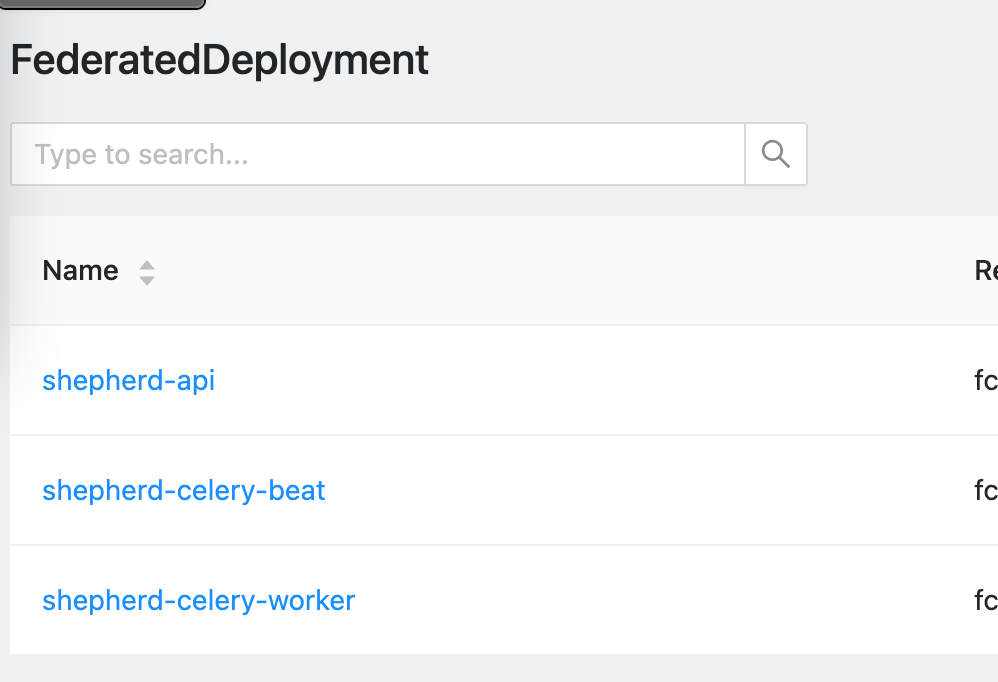 FederatedDeployment
Type to search...
Name
shepherd-api
shepherd-celery-beat
shepherd-celery-worker